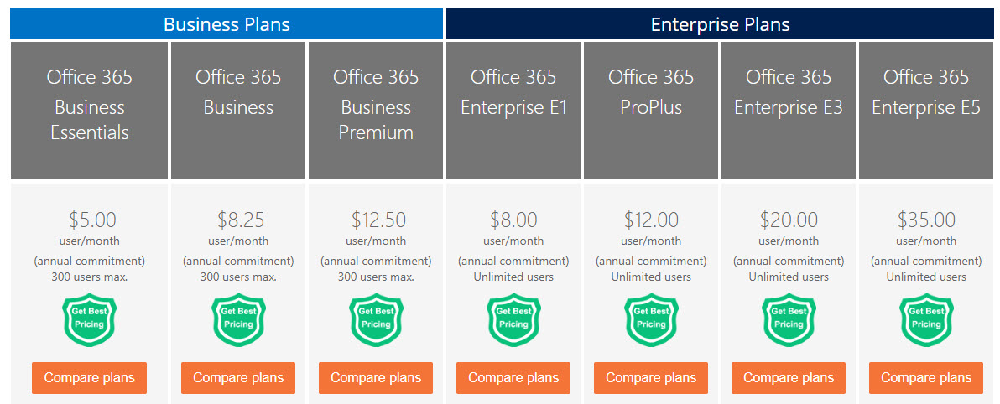 Business Plans
Enterprise Plans
Office 365
Business
Essentials
Office 365
Business
Office 365
Business
Premium
Office 365
Enterprise E1
Office 365
ProPlus
Office 365
Enterprise E3
Office 365
Enterprise E5
$5.00
user/month
(annual commitment)
300 users max.
Get Best
Pricing
Compare plans
$8.25
user/month
(annual commitment)
300 users max.
Get Best
Pricing
Compare plans
$12.50
user/month
(annual commitment)
300 users max.
Get Best
Pricing
Compare plans
$8.00
user/month
(annual commitment)
Unlimited users
Get Best
Pricing
Compare plans
$12.00
user/month
(annual commitment)
Unlimited users
Get Best
Pricing
Compare plans
$20.00
user/month
(annual commitment)
Unlimited users
Get Best
Pricing
Compare plans
$35.00
user/month
(annual commitment)
Unlimited users
Get Best
Pricing
Compare plans